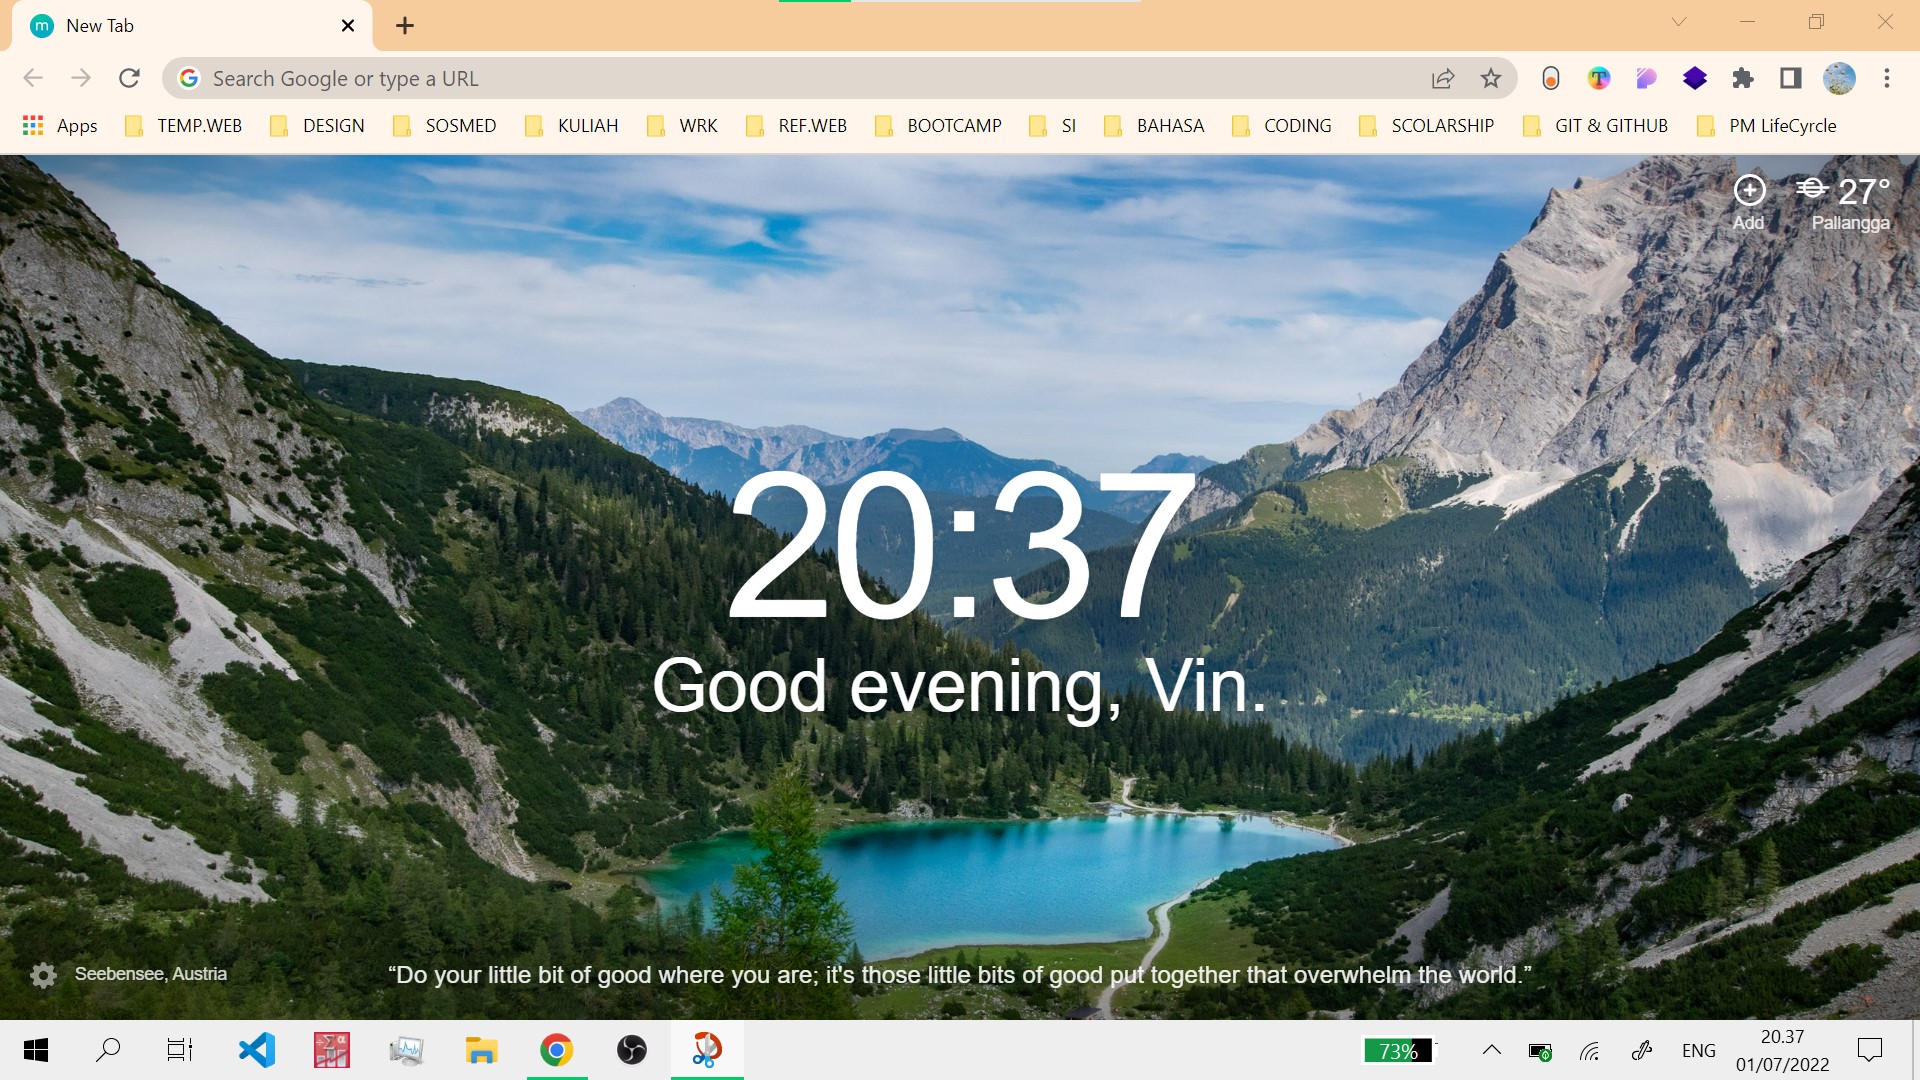 New Tab
Search Google or type a URL
Apps TEMP.WEB DESIGN SOSMED KULIAH WRK REF.WEB BOOTCAMP SI BAHASA CODING SCOLARSHIP GIT & GITHUB PM LifeCyrcle
27°
Add Pallangga
20:37
Good evening, Vin.
Seebensee, Austria
“Do your little bit of good where you are; it's those little bits of good put together that overwhelm the world.”
73% ENG 20.37
01/07/2022